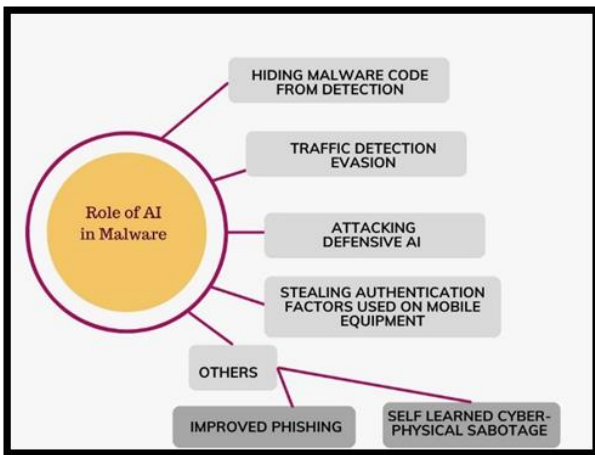 Role of AI
in Malware
HIDING MALWARE CODE
FROM DETECTION
TRAFFIC DETECTION
EVASION
ATTACKING
DEFENSIVE AI
STEALING AUTHENTICATION
FACTORS USED ON MOBILE
EQUIPMENT
OTHERS
IMPROVED PHISHING
SELF LEARNED CYBER-
PHYSICAL SABOTAGE